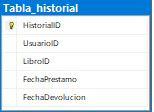 Tabla_historial
HistorialID
UsuarioID
LibroID
FechaPrestamo
FechaDevolucion